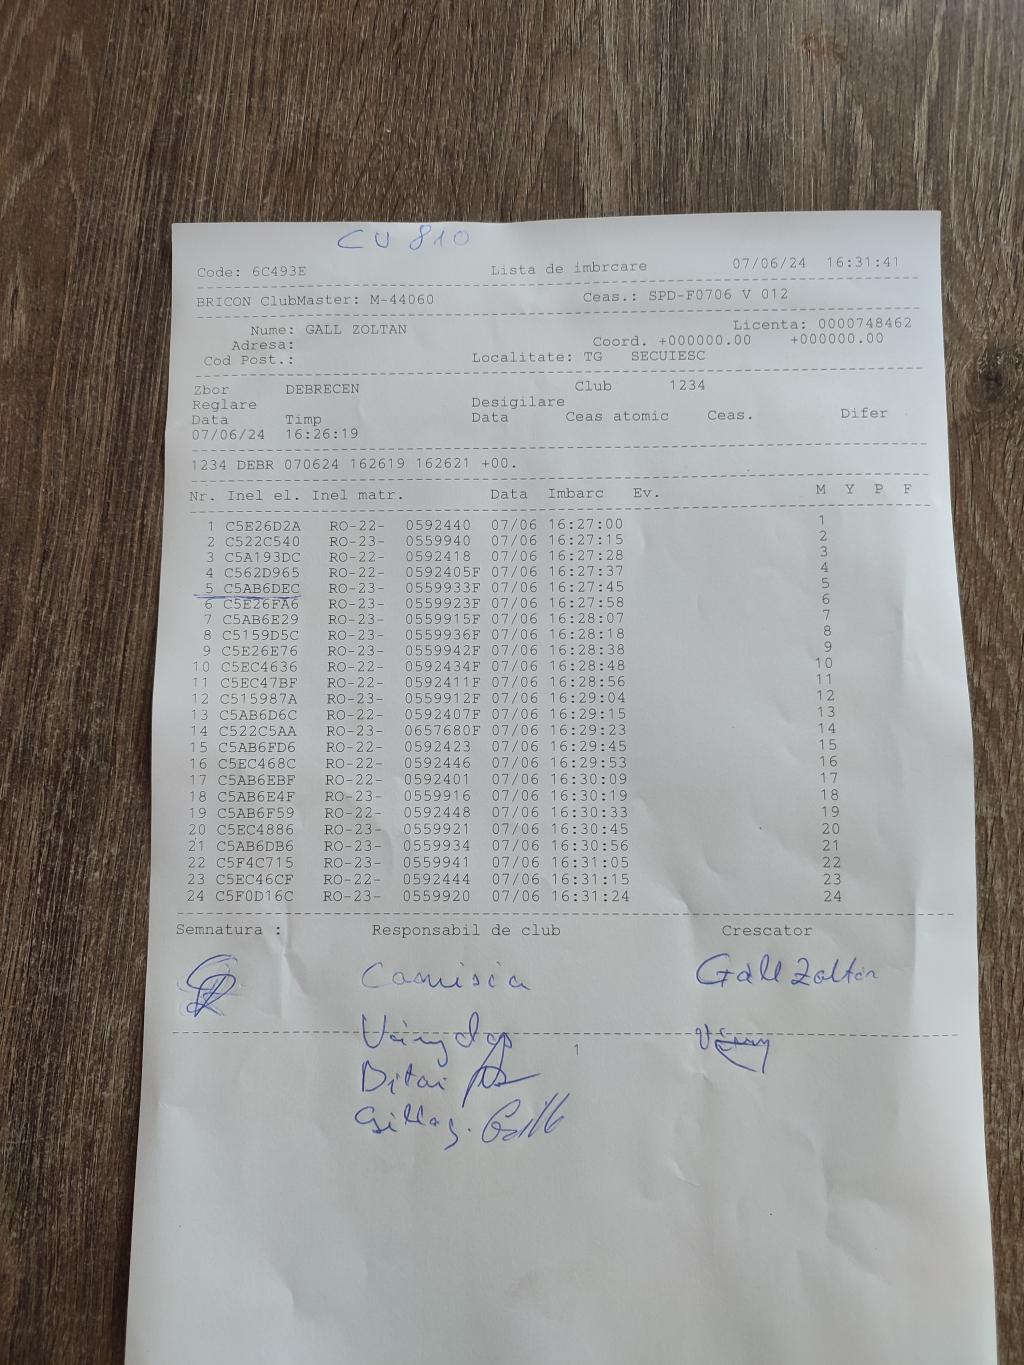 CU 810
Code: 6C493E Lista de imbrcare 07/06/24 16:31:41
BRICON ClubMaster: M-44060 Ceas.: SPD-F0706 V 012
Nume: GALL ZOLTAN Licenta: 0000748462
Adresa: Coord. +000000.00 +000000.00
Cod Post.: Localitate: TG SECUIESC
Zbor DEBRECEN Club 1234
Reglare Desigilare
Data Timp Data Ceas atomic Ceas. Difer
07/06/24 16:26:19
1234 DEBR 070624 162619 162621 +00.
Nr. Inel el. Inel matr. Data Imbarc Ev. M Y P F
1 C5E26D2A RO-22- 0592440 07/06 16:27:00 1
2 C522C540 RO-23- 0559940 07/06 16:27:15 2
3 C5A193DC RO-22- 0592418 07/06 16:27:28 3
4 C562D965 RO-22- 0592405F 07/06 16:27:37 4
5 C5AB6DEC RO-23- 0559933F 07/06 16:27:45 5
6 C5E26FA6 RO-23- 0559923F 07/06 16:27:58 6
7 C5AB6E29 RO-23- 0559915F 07/06 16:28:07 7
8 C5159D5C RO-23- 0559936F 07/06 16:28:18 8
9 C5E26E76 RO-23- 0559942F 07/06 16:28:38 9
10 C5EC4636 RO-22- 0592434F 07/06 16:28:48 10
11 C5EC47BF RO-22- 0592411F 07/06 16:28:56 11
12 C515987A RO-23- 0559912F 07/06 16:29:04 12
13 C5AB6D6C RO-22- 0592407F 07/06 16:29:15 13
14 C522C5AA RO-23- 0657680F 07/06 16:29:23 14
15 C5AB6FD6 RO-22- 0592423 07/06 16:29:45 15
16 C5EC468C RO-22- 0592446 07/06 16:29:53 16
17 C5AB6EBF RO-22- 0592401 07/06 16:30:09 17
18 C5AB6E4F RO-23- 0559916 07/06 16:30:19 18
19 C5AB6F59 RO-22- 0592448 07/06 16:30:33 19
20 C5EC4886 RO-23- 0559921 07/06 16:30:45 20
21 C5AB6DB6 RO-23- 0559934 07/06 16:30:56 21
22 C5F4C715 RO-23- 0559941 07/06 16:31:05 22
23 C5EC46CF RO-22- 0592444 07/06 16:31:15 23
24 C5F0D16C RO-23- 0559920 07/06 16:31:24 24
Semnatura : Responsabil de club Crescator
Comisia Gáll Zoltán
1